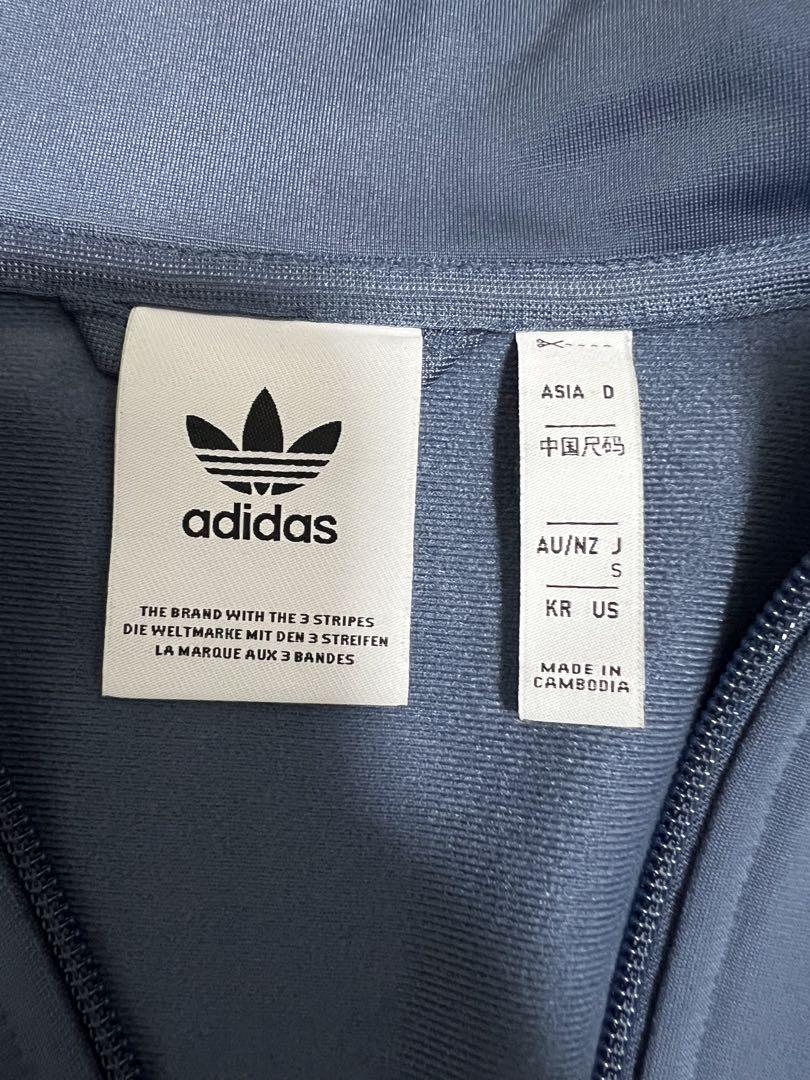 adidas
THE BRAND WITH THE 3 STRIPES
DIE WELTMARKE MIT DEN 3 STREIFEN
LA MARQUE AUX 3 BANDES
ASIA D
中国尺码
AU/NZ J
S
KR US
MADE IN
CAMBODIA